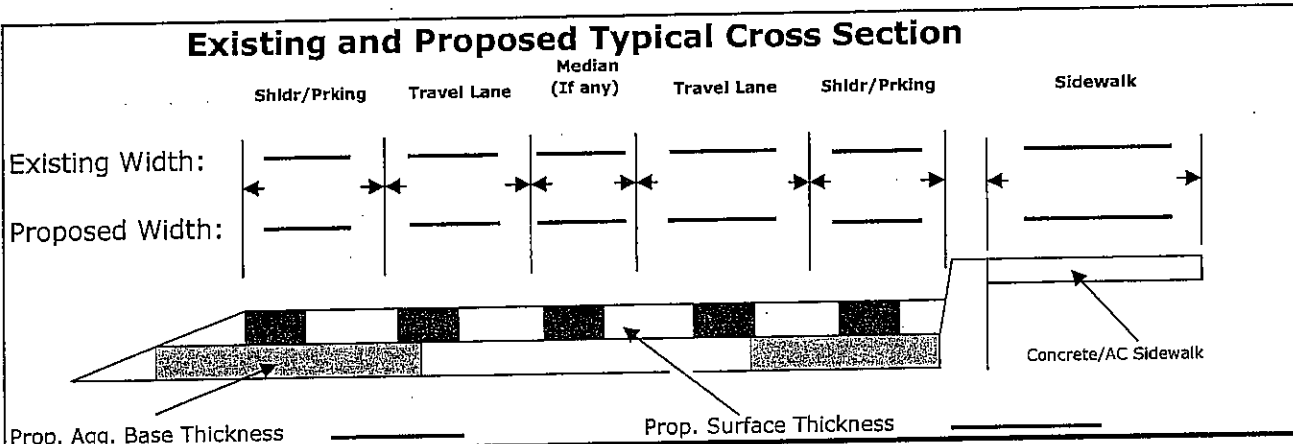 Existing and Proposed Typical Cross Section
Shldr/Prking Travel Lane Median (If any) Travel Lane Shldr/Prking Sidewalk
Existing Width:
Proposed Width:
Concrete/AC Sidewalk
Prop. Agg. Base Thickness Prop. Surface Thickness